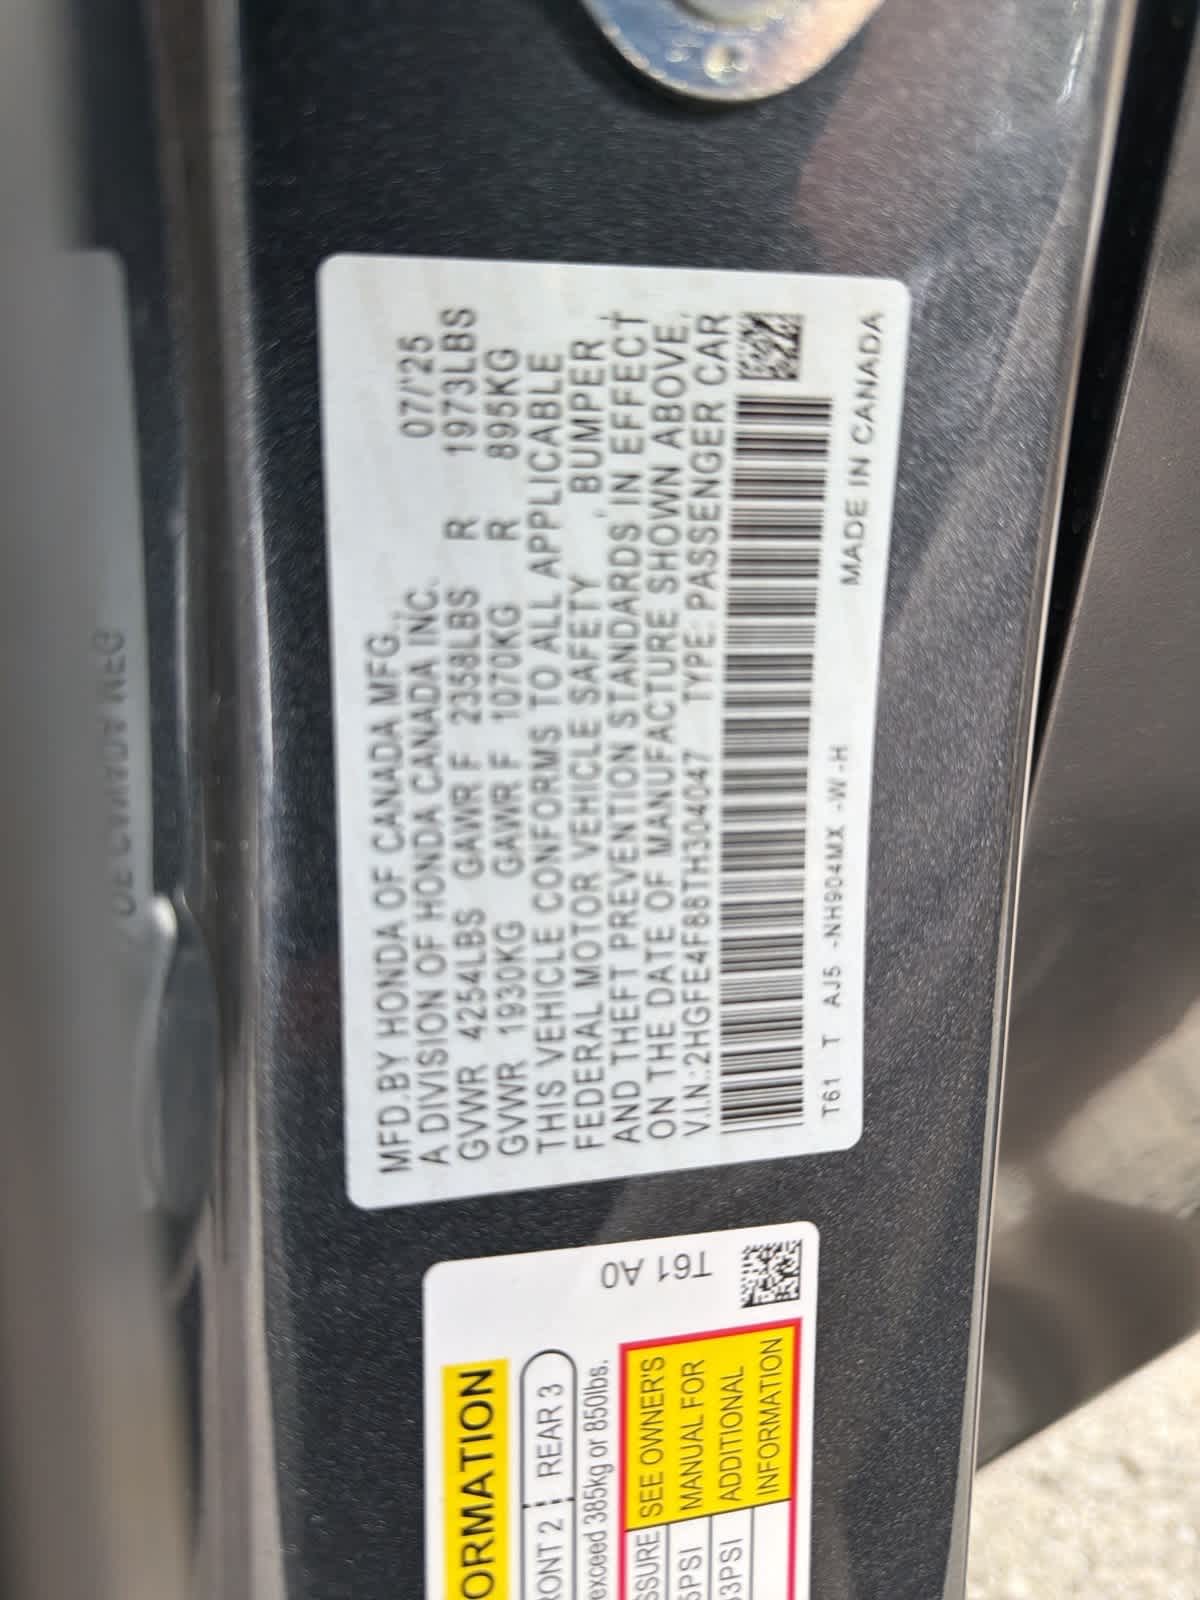 MFD.BY HONDA OF CANADA MFG., 07/'25
A DIVISION OF HONDA CANADA INC.
GVWR 4254LBS GAWR F 2358LBS R 1973LBS
GVWR 1930KG GAWR F 1070KG R 895KG
THIS VEHICLE CONFORMS TO ALL APPLICABLE
FEDERAL MOTOR VEHICLE SAFETY , BUMPER ,
AND THEFT PREVENTION STANDARDS IN EFFECT
ON THE DATE OF MANUFACTURE SHOWN ABOVE.
V.I.N.:2HGFE4F88TH304047 TYPE: PASSENGER CAR
T61 T AJ5 -NH904MX -W-H MADE IN CANADA
T61 A0
ORMATION
RONT 2 REAR 3
exceed 385kg or 850lbs.
SSURE SEE OWNER'S
5PSI MANUAL FOR
3PSI ADDITIONAL
INFORMATION